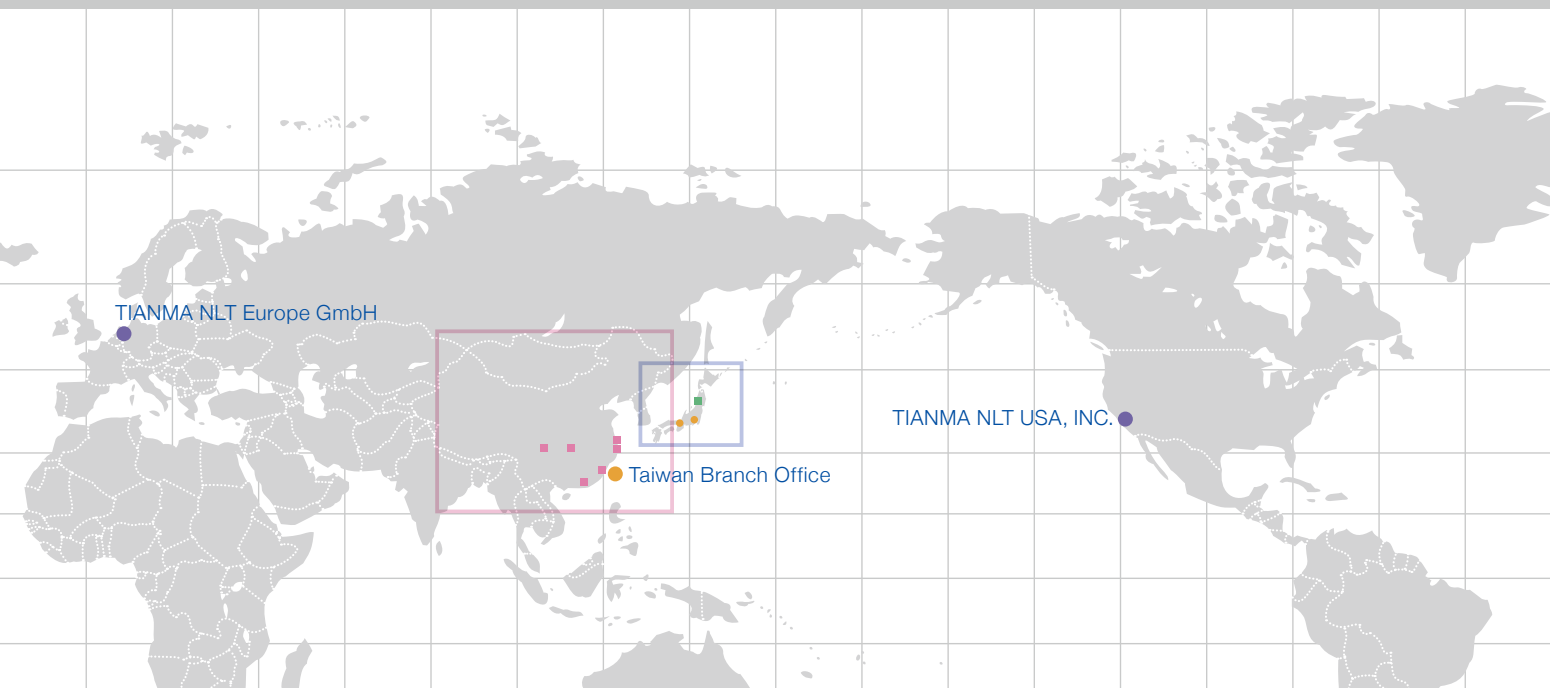 TIANMA NLT Europe GmbH
TIANMA NLT USA, INC.
Taiwan Branch Office